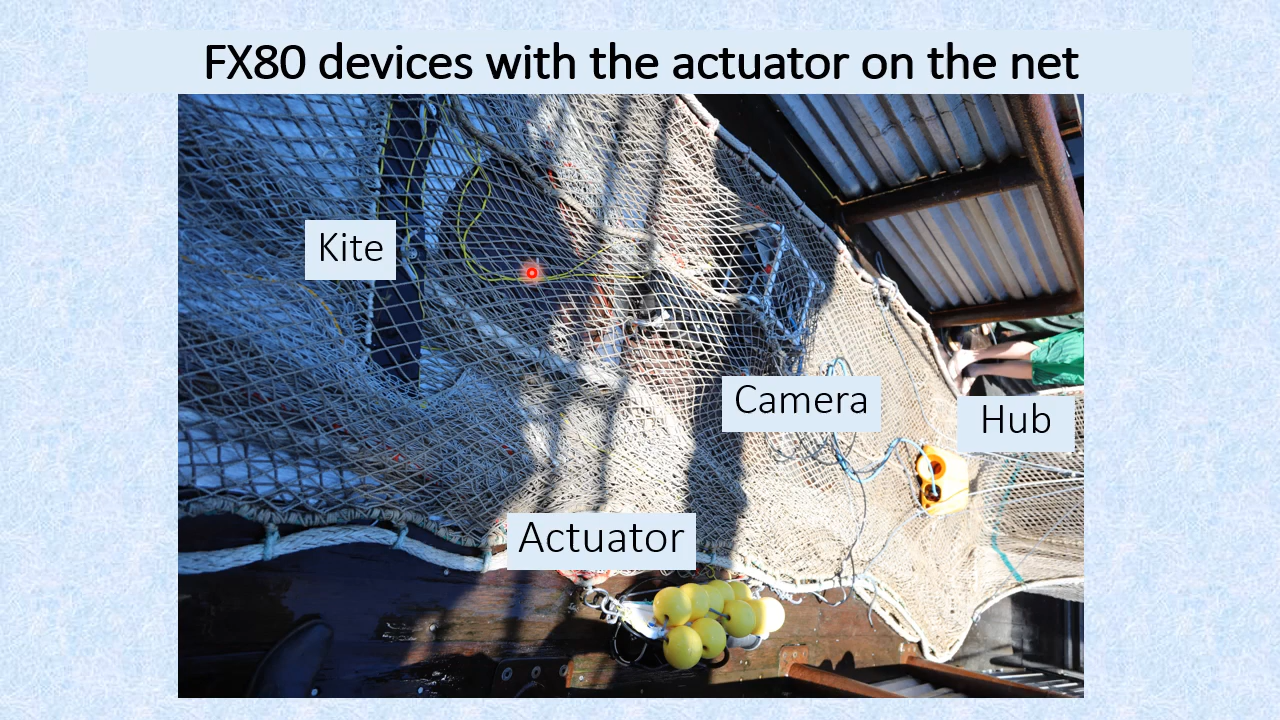 FX80 devices with the actuator on the net
Kite
Camera
Hub
Actuator